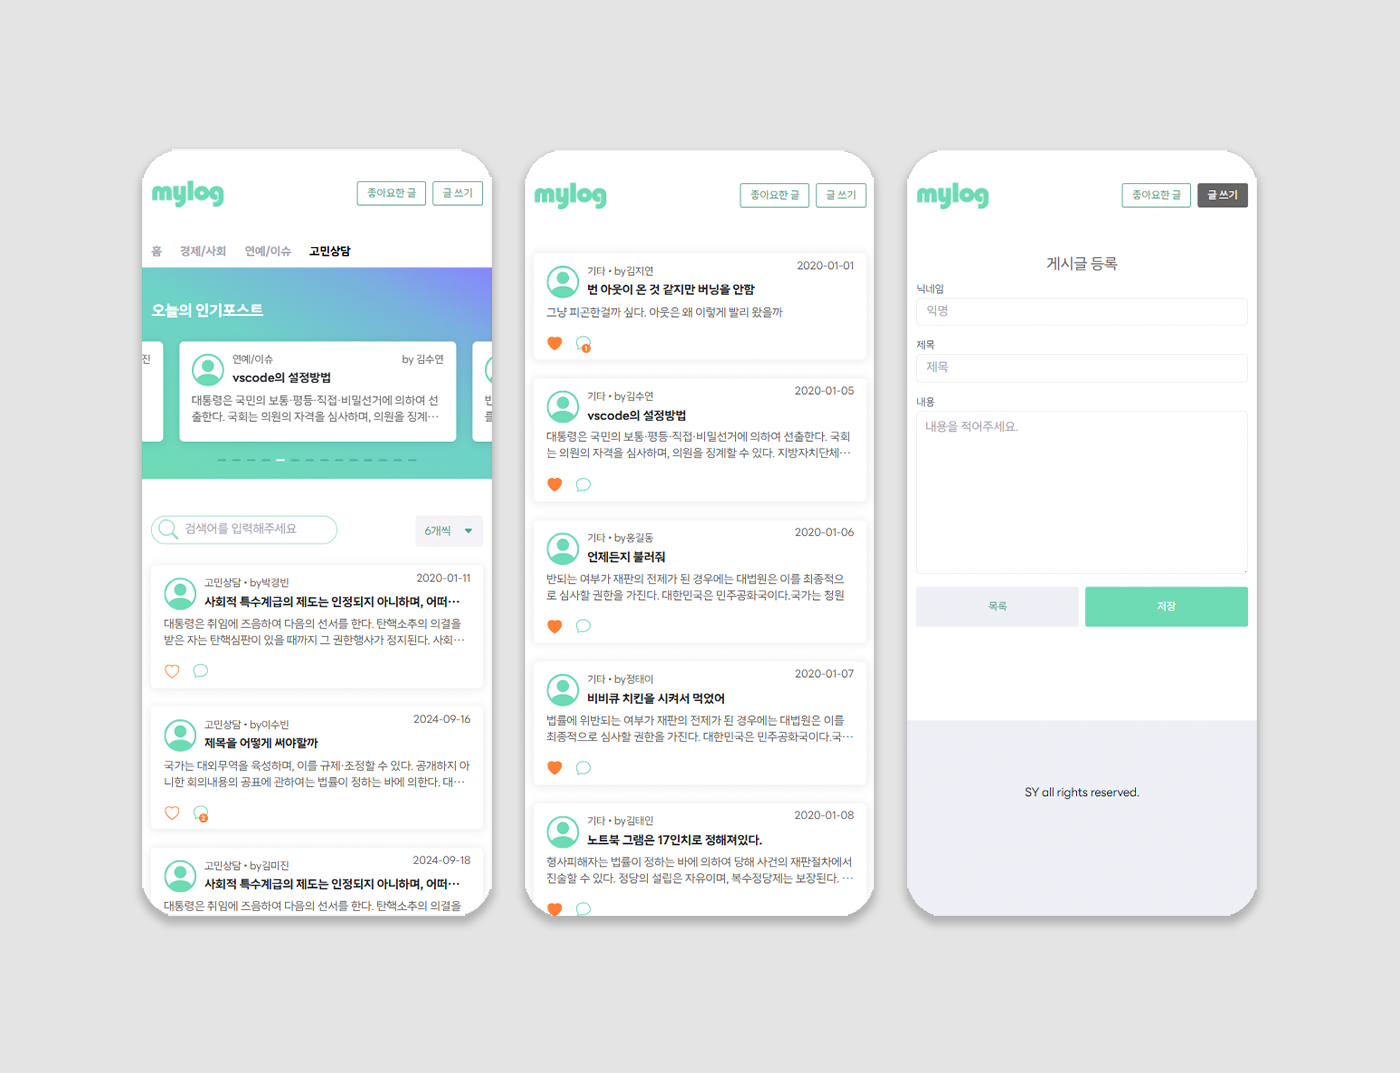 mylog
좋아요한 글
글 쓰기
홈
경제/사회
연예/이슈
고민상담
오늘의 인기포스트
진
연예/이슈
by 김수연
vscode의 설정방법
대통령은 국민의 보통·평등·직접·비밀선거에 의하여 선
출한다. 국회는 의원의 자격을 심사하며, 의원을 징계…
반
를
검색어를 입력해주세요
6개씩
고민상담 • by박경빈
2020-01-11
사회적 특수계급의 제도는 인정되지 아니하며, 어떠…
대통령은 취임에 즈음하여 다음의 선서를 한다. 탄핵소추의 의결을
받은 자는 탄핵심판이 있을 때까지 그 권한행사가 정지된다. 사회…
고민상담 • by이수빈
2024-09-16
제목을 어떻게 써야할까
국가는 대외무역을 육성하며, 이를 규제·조정할 수 있다. 공개하지 아
니한 회의내용의 공표에 관하여는 법률이 정하는 바에 의한다. 대…
2
고민상담 • by김미진
2024-09-18
사회적 특수계급의 제도는 인정되지 아니하며, 어떠…
대통령은 취임에 즈음하여 다음의 선서를 한다. 탄핵소추의 의결을
mylog
좋아요한 글
글 쓰기
기타 • by김지연
2020-01-01
번 아웃이 온 것 같지만 버닝을 안함
그냥 피곤한걸까 싶다. 아웃은 왜 이렇게 빨리 왔을까
1
기타 • by김수연
2020-01-05
vscode의 설정방법
대통령은 국민의 보통·평등·직접·비밀선거에 의하여 선출한다. 국회
는 의원의 자격을 심사하며, 의원을 징계할 수 있다. 지방자치단체…
기타 • by홍길동
2020-01-06
언제든지 불러줘
반되는 여부가 재판의 전제가 된 경우에는 대법원은 이를 최종적으
로 심사할 권한을 가진다. 대한민국은 민주공화국이다.국가는 청원
기타 • by정태이
2020-01-07
비비큐 치킨을 시켜서 먹었어
법률에 위반되는 여부가 재판의 전제가 된 경우에는 대법원은 이를
최종적으로 심사할 권한을 가진다. 대한민국은 민주공화국이다.국…
기타 • by김태인
2020-01-08
노트북 그램은 17인치로 정해져있다.
형사피해자는 법률이 정하는 바에 의하여 당해 사건의 재판절차에서
진술할 수 있다. 정당의 설립은 자유이며, 복수정당제는 보장된다. …
mylog
좋아요한 글
글 쓰기
게시글 등록
닉네임
익명
제목
제목
내용
내용을 적어주세요.
목록
저장
SY all rights reserved.